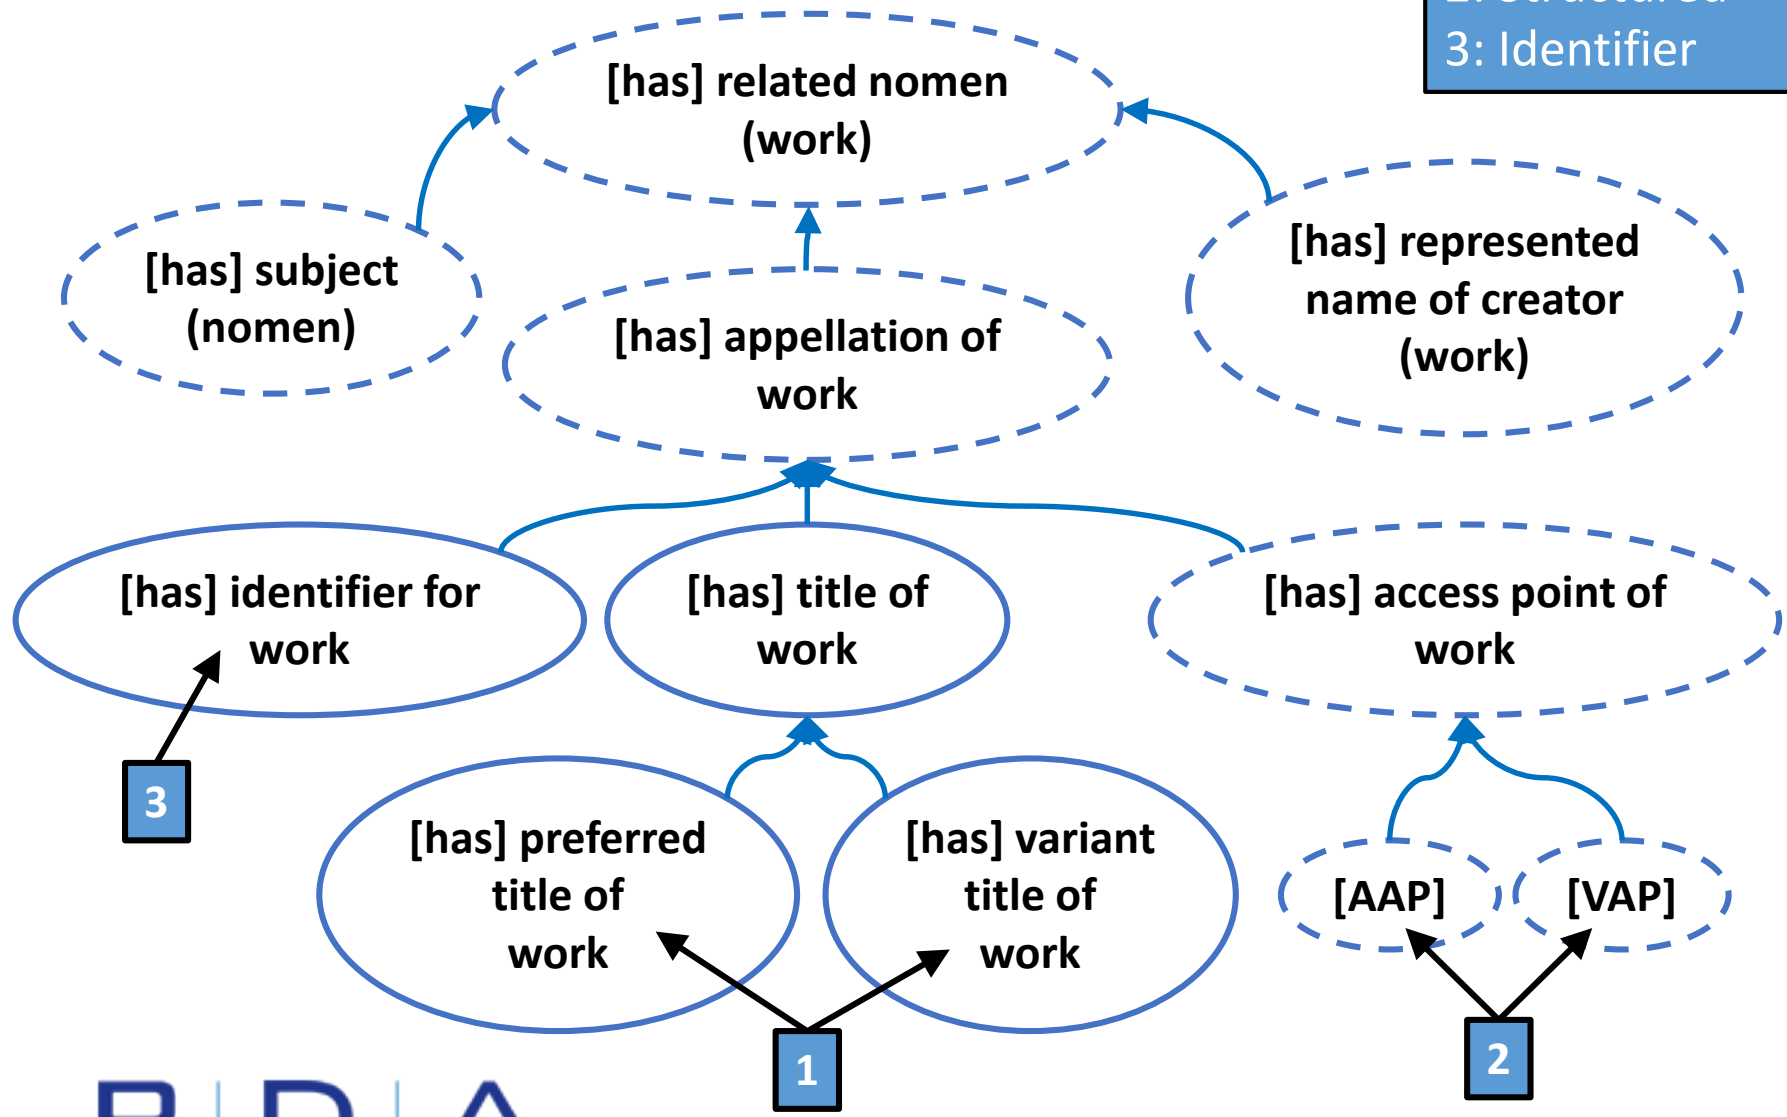 2: Structured
3: Identifier
[has] related nomen
(work)
[has] subject
(nomen)
[has] appellation of
work
[has] represented
name of creator
(work)
[has] identifier for
work
[has] title of
work
[has] access point of
work
3
[has] preferred
title of
work
[has] variant
title of
work
[AAP]
[VAP]
1
2
R|D|A